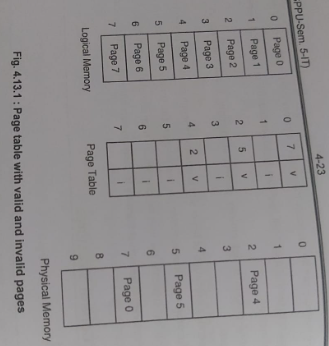 PPU-Sem. 5-IT)
4-23
0 Page 0
1 Page 1
2 Page 2
3 Page 3
4 Page 4
5 Page 5
6 Page 6
7 Page 7
Logical Memory
0 7 v
1 i
2 5 v
3 i
4 2 v
5 i
6 i
7 i
Page Table
0
1
2 Page 4
3
4
5 Page 5
6
7 Page 0
8
9
Physical Memory
Fig. 4.13.1 : Page table with valid and invalid pages